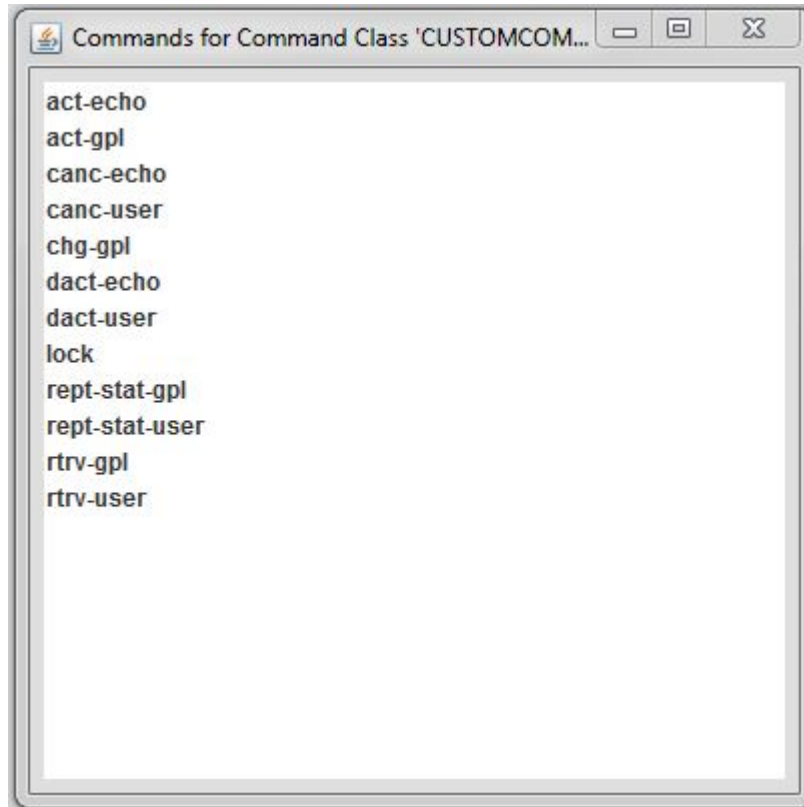 Commands for Command Class 'CUSTOMCOM...
act-echo
act-gpl
canc-echo
canc-user
chg-gpl
dact-echo
dact-user
lock
rept-stat-gpl
rept-stat-user
rtrv-gpl
rtrv-user